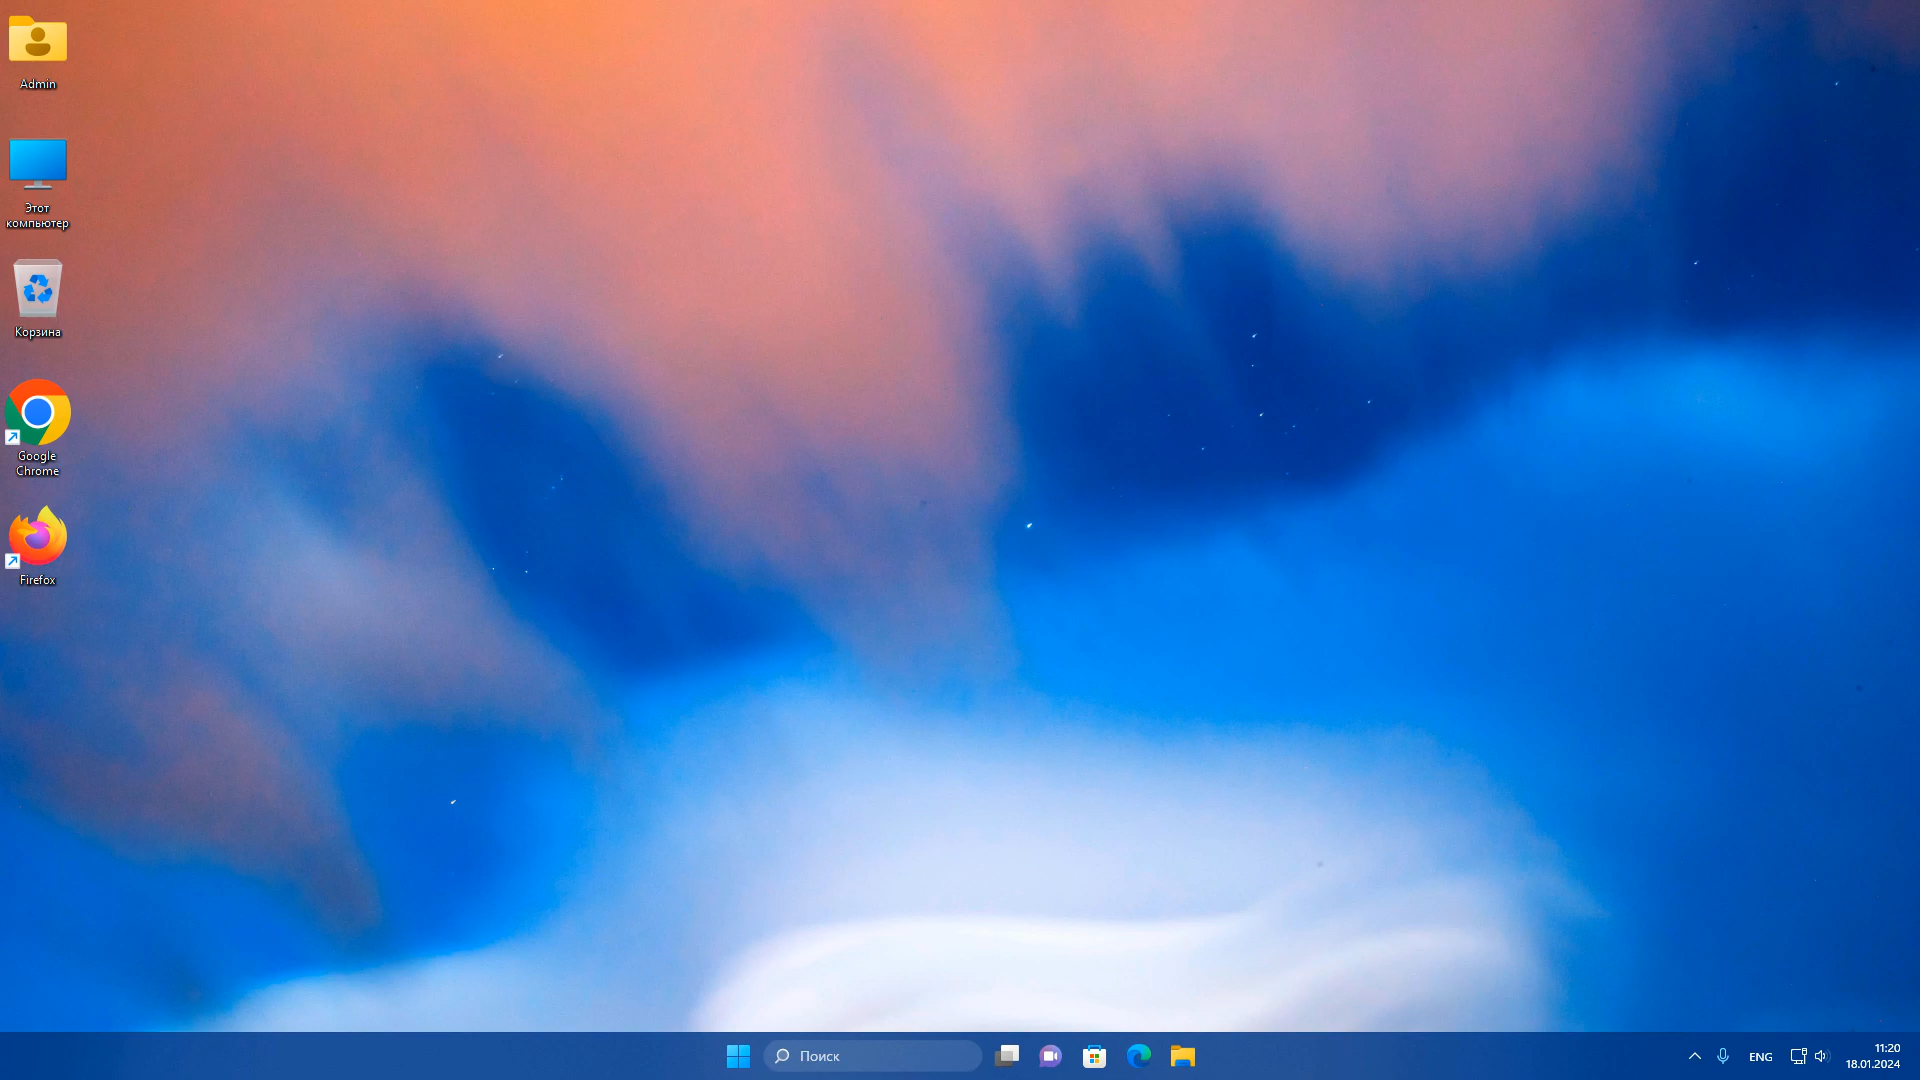 Admin
Этот
компьютер
Корзина
Google
Chrome
Firefox
Поиск
ENG
11:20
18.01.2024